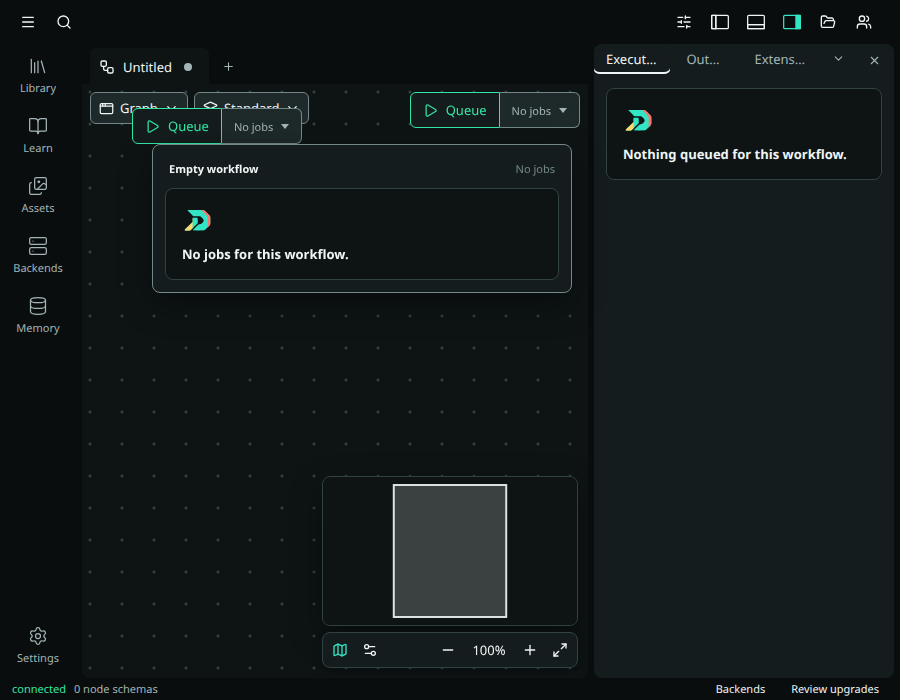 Untitled
Execut...
Out...
Extens...
Library
Learn
Assets
Backends
Memory
Settings
Graph
Standard
Queue
No jobs
Queue
No jobs
Empty workflow
No jobs
No jobs for this workflow.
Nothing queued for this workflow.
100%
connected
0 node schemas
Backends
Review upgrades